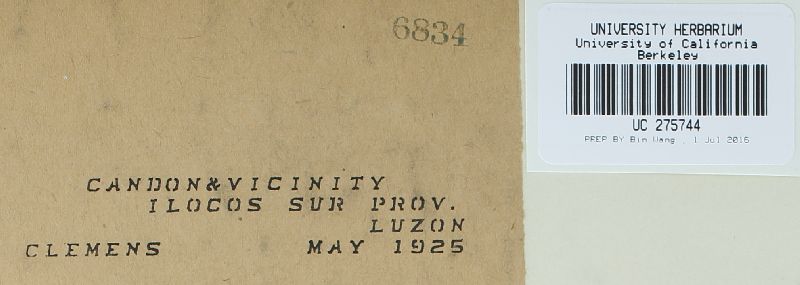 6834
CANDON&VICINITY
ILOCOS SUR PROV.
LUZON
CLEMENS MAY 1925
UNIVERSITY HERBARIUM
University of California
Berkeley
UC 275744
PREP BY Bin Wang , 1 Jul 2016